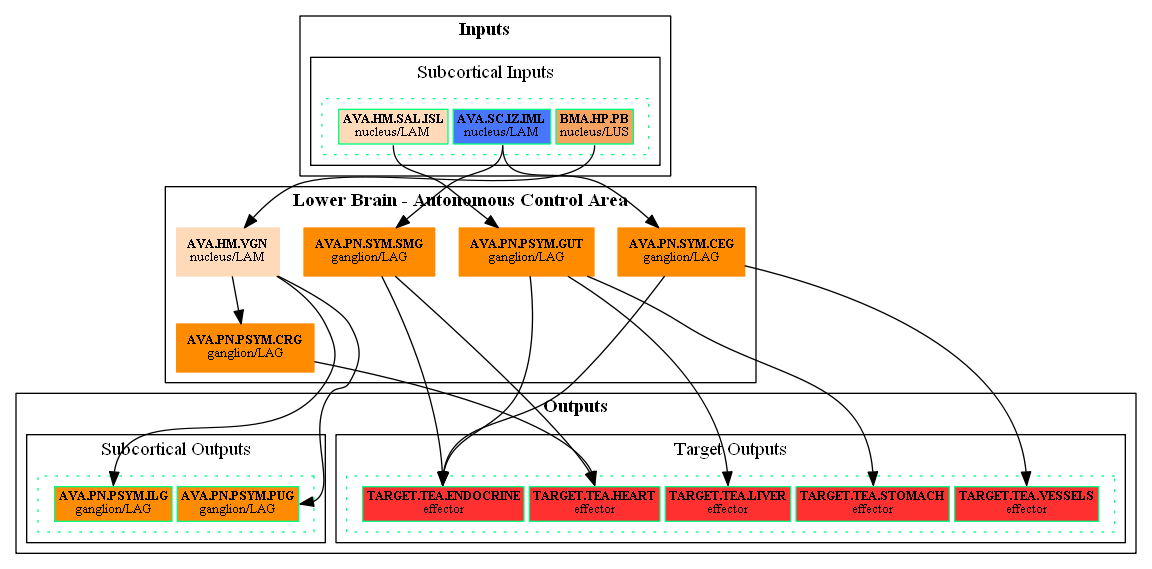 Inputs
Subcortical Inputs
AVA.HM.SAL.ISL
nucleus/LAM
AVA.SC.IZ.IML
nucleus/LAM
BMA.HP.PB
nucleus/LUS
Lower Brain - Autonomous Control Area
AVA.HM.VGN
nucleus/LAM
AVA.PN.SYM.SMG
ganglion/LAG
AVA.PN.PSYM.GUT
ganglion/LAG
AVA.PN.SYM.CEG
ganglion/LAG
AVA.PN.PSYM.CRG
ganglion/LAG
Outputs
Subcortical Outputs
AVA.PN.PSYM.ILG
ganglion/LAG
AVA.PN.PSYM.PUG
ganglion/LAG
Target Outputs
TARGET.TEA.ENDOCRINE
effector
TARGET.TEA.HEART
effector
TARGET.TEA.LIVER
effector
TARGET.TEA.STOMACH
effector
TARGET.TEA.VESSELS
effector